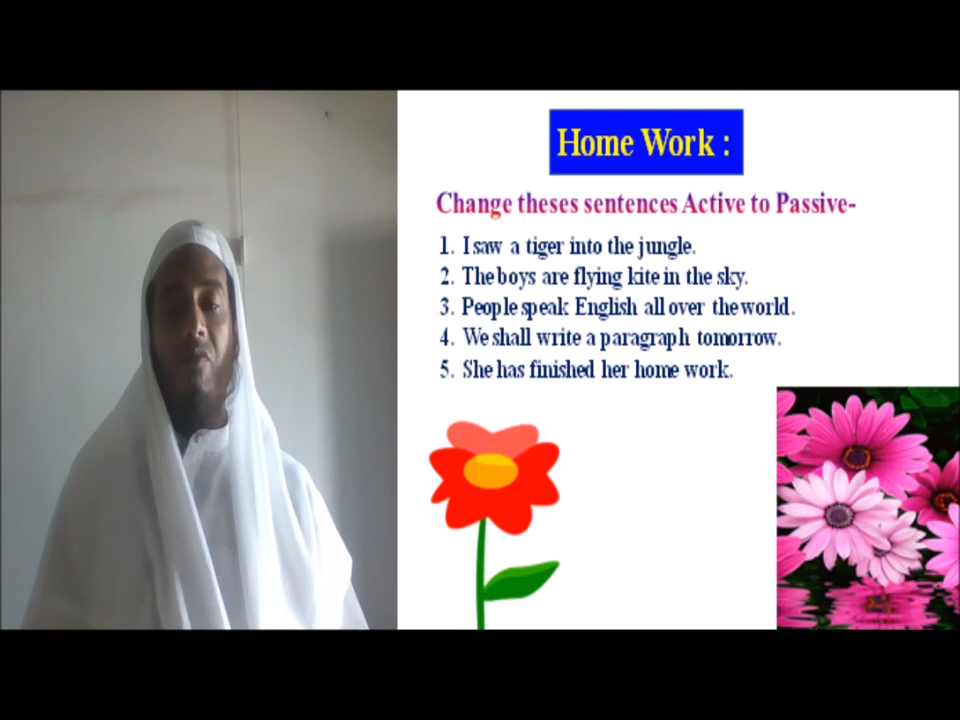 Home Work :
Change theses sentences Active to Passive-
1. I saw a tiger into the jungle.
2. The boys are flying kite in the sky.
3. People speak English all over the world.
4. We shall write a paragraph tomorrow.
5. She has finished her home work.